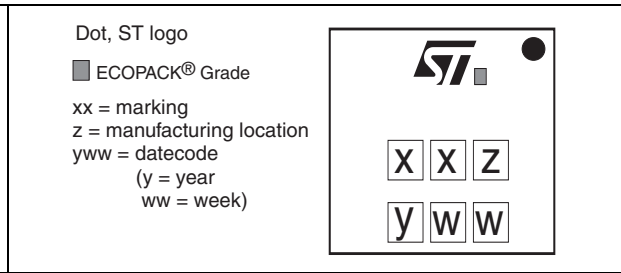 Dot, ST logo
ECOPACK® Grade
xx = marking
z = manufacturing location
yww = datecode
(y = year
ww = week)
ST
x x z
y w w